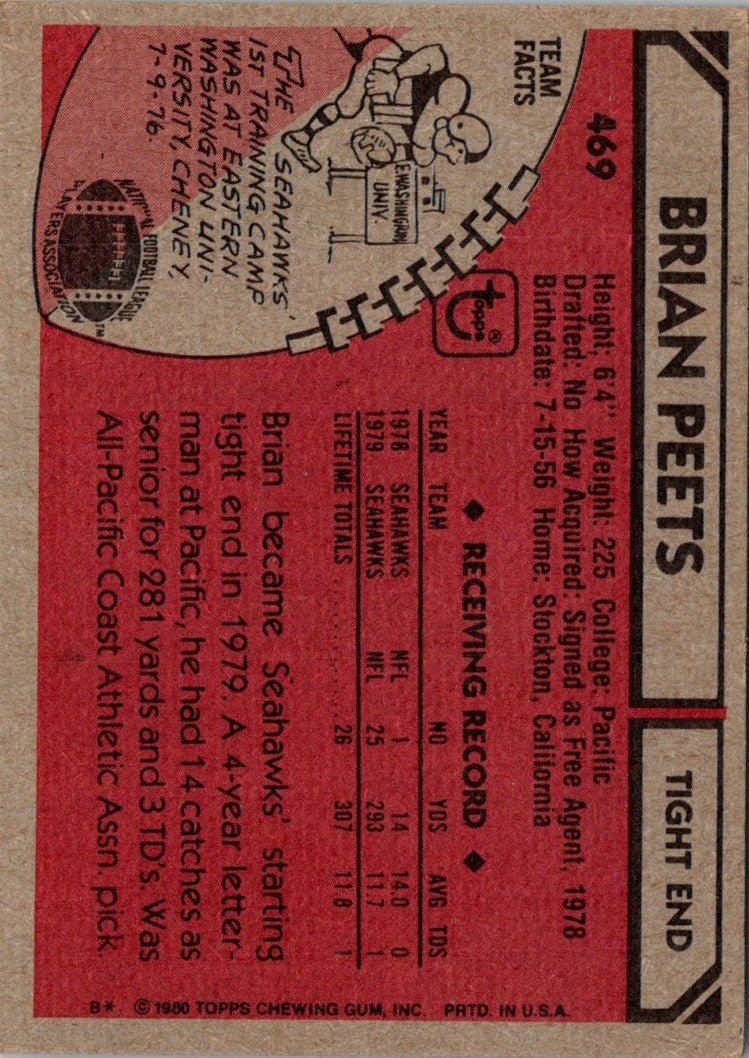 BRIAN PEETS
TIGHT END
469
Height: 6'4" Weight: 225 College: Pacific
Drafted: No How Acquired: Signed as Free Agent, 1978
Birthdate: 7-15-56 Home: Stockton, California
topps®
TEAM
FACTS
E. WASHINGTON
UNIV.
THE SEAHAWKS'
1ST TRAINING CAMP
WAS AT EASTERN
WASHINGTON UNI-
VERSITY, CHENEY,
7-9-76.
NATIONAL FOOTBALL LEAGUE
PLAYERS ASSOCIATION™
◆ RECEIVING RECORD ◆
YEAR TEAM NO YDS AVG TDS
1978 SEAHAWKS NFL 1 14 14.0 0
1979 SEAHAWKS NFL 25 293 11.7 1
LIFETIME TOTALS ........ 26 307 11.8 1
Brian became Seahawks' starting
tight end in 1979. A 4-year letter-
man at Pacific, he had 14 catches as
senior for 281 yards and 3 TD's. Was
All-Pacific Coast Athletic Assn. pick.
B* © 1980 TOPPS CHEWING GUM, INC. PRTD. IN U.S.A.